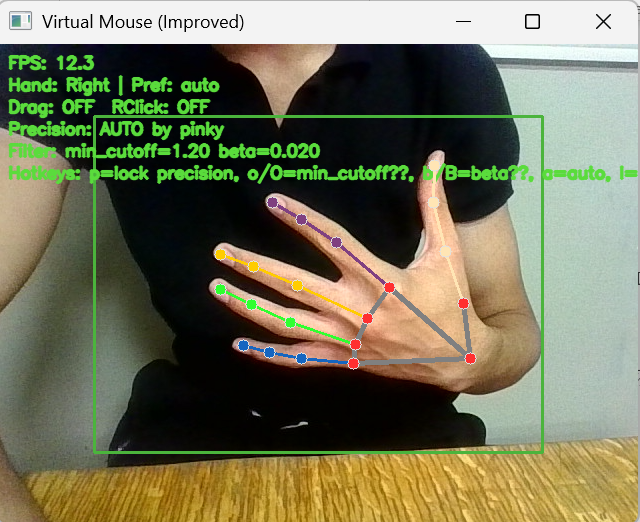 Virtual Mouse (Improved)
FPS: 12.3
Hand: Right | Pref: auto
Drag: OFF RClick: OFF
Precision: AUTO by pinky
Filter: min_cutoff=1.20 beta=0.020
Hotkeys: p=lock precision, o/O=min_cutoff??, b/B=beta??, a=auto, l=